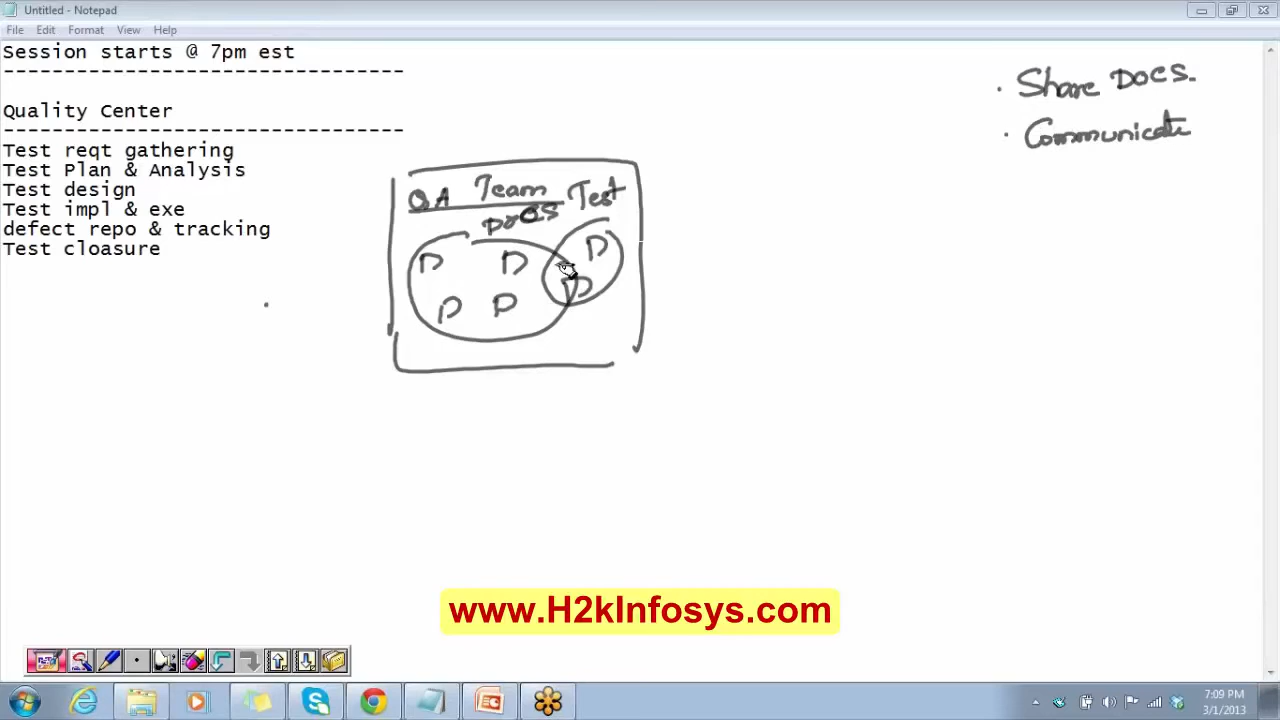 Untitled - Notepad
File Edit Format View Help
Session starts @ 7pm est
---------------------------------
Quality Center
---------------------------------
Test reqt gathering
Test Plan & Analysis
Test design
Test impl & exe
defect repo & tracking
Test cloasure
• Share Docs.
• Communicate
QA Team Test
Docs
D D D
D D D
www.H2kInfosys.com
7:09 PM
3/1/2013